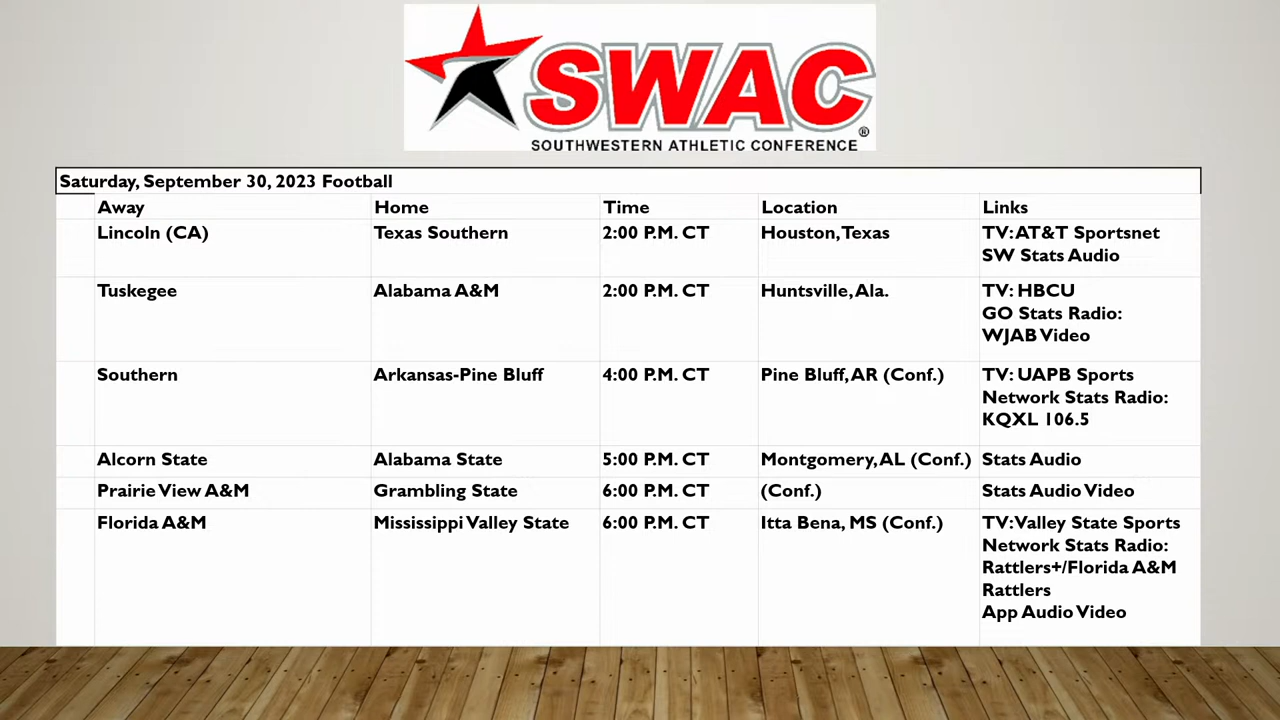 SWAC
®
SOUTHWESTERN ATHLETIC CONFERENCE
Saturday, September 30, 2023 Football
Away Home Time Location Links
Lincoln (CA) Texas Southern 2:00 P.M. CT Houston, Texas TV: AT&T Sportsnet
SW Stats Audio
Tuskegee Alabama A&M 2:00 P.M. CT Huntsville, Ala. TV: HBCU
GO Stats Radio:
WJAB Video
Southern Arkansas-Pine Bluff 4:00 P.M. CT Pine Bluff, AR (Conf.) TV: UAPB Sports
Network Stats Radio:
KQXL 106.5
Alcorn State Alabama State 5:00 P.M. CT Montgomery, AL (Conf.) Stats Audio
Prairie View A&M Grambling State 6:00 P.M. CT (Conf.) Stats Audio Video
Florida A&M Mississippi Valley State 6:00 P.M. CT Itta Bena, MS (Conf.) TV: Valley State Sports
Network Stats Radio:
Rattlers+/Florida A&M
Rattlers
App Audio Video